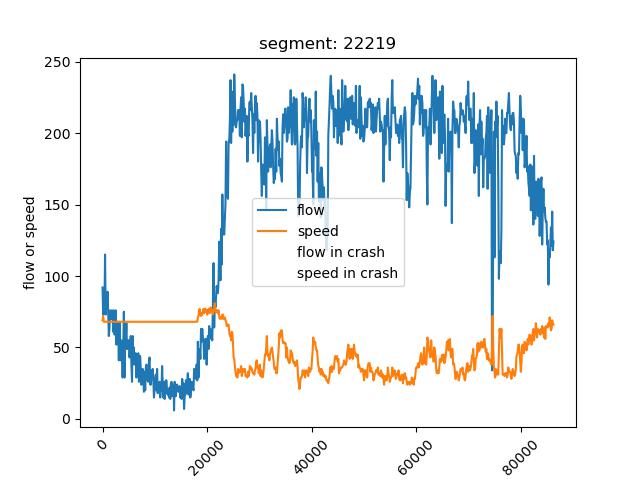 segment: 22219
250
200
150
100
50
0
flow or speed
flow
speed
flow in crash
speed in crash
0
20000
40000
60000
80000